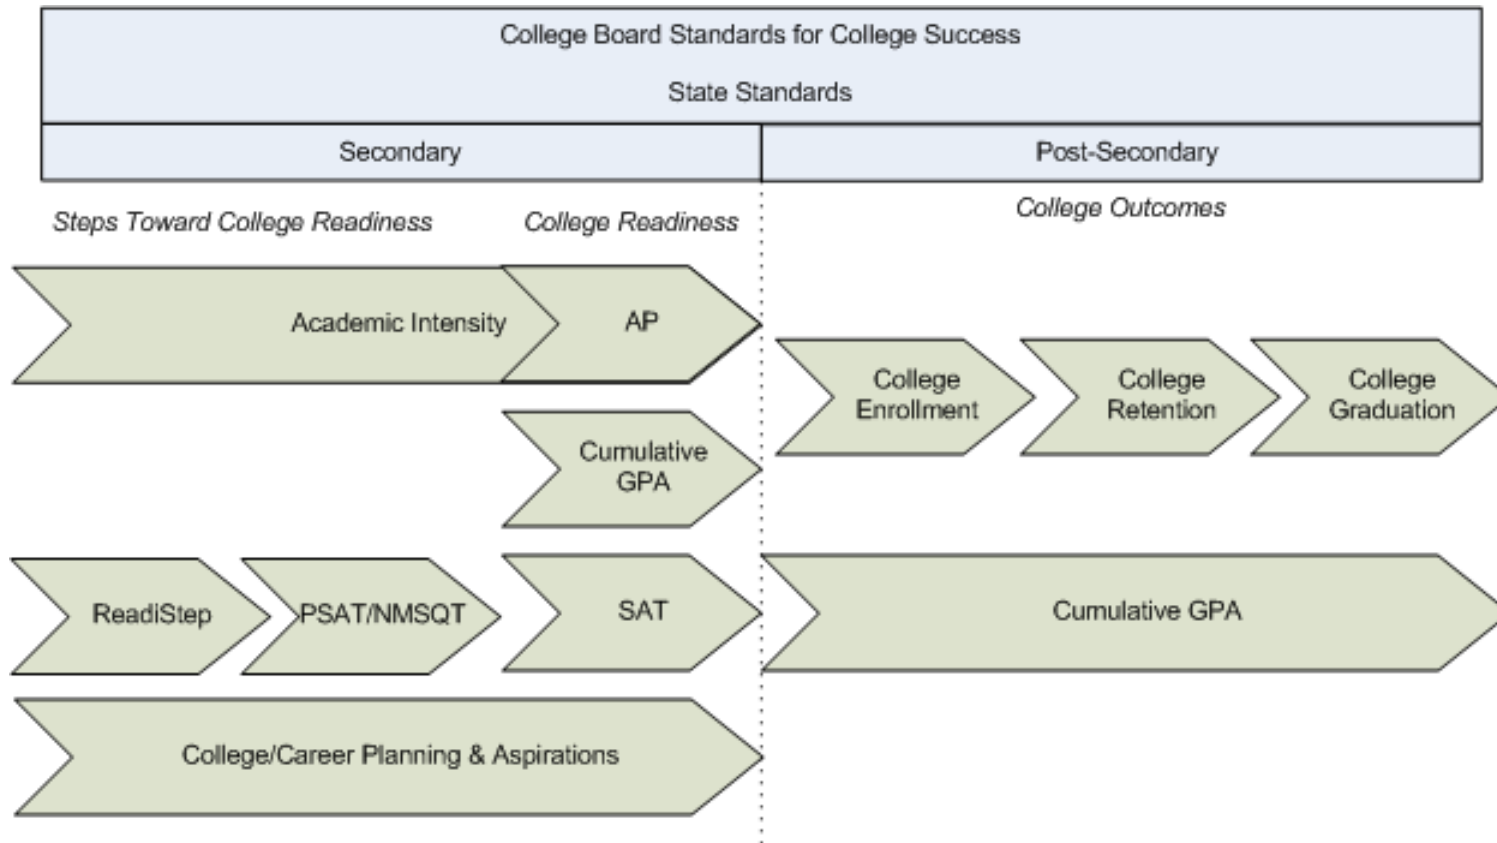 College Board Standards for College Success
State Standards
Secondary
Post-Secondary
Steps Toward College Readiness
College Readiness
College Outcomes
Academic Intensity
AP
College
Enrollment
College
Retention
College
Graduation
Cumulative
GPA
ReadiStep
PSAT/NMSQT
SAT
Cumulative GPA
College/Career Planning & Aspirations